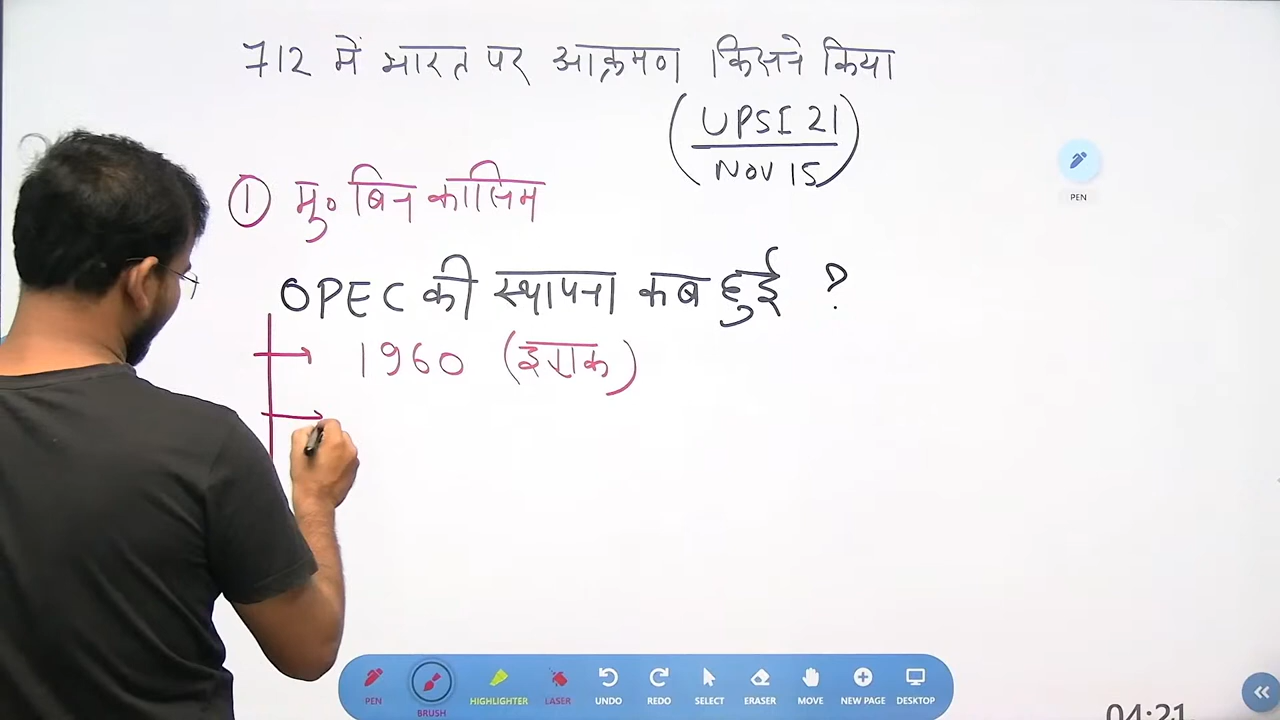 712 में भारत पर आक्रमण किसने किया
(UPSI 21
NOV 15)
PEN
① मु० बिन कासिम
OPEC की स्थापना कब हुई ?
1960 (इराक)
PEN
BRUSH
HIGHLIGHTER
LASER
UNDO
REDO
SELECT
ERASER
MOVE
NEW PAGE
DESKTOP
04:21